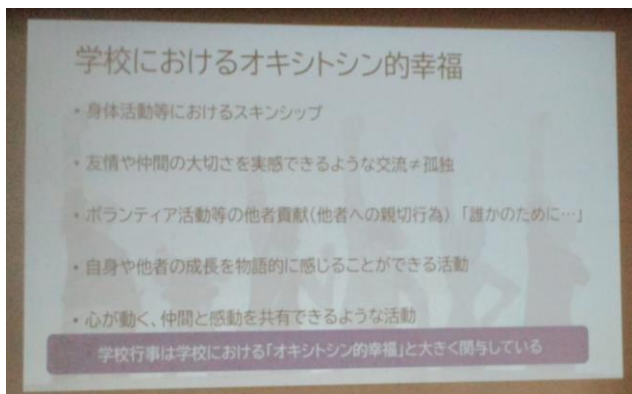 学校におけるオキシトシン的幸福
・身体活動等におけるスキンシップ
・友情や仲間の大切さを実感できるような交流≠孤独
・ボランティア活動等の他者貢献(他者への親切行為)「誰かのために…」
・自身や他者の成長を物語的に感じることができる活動
・心が動く、仲間と感動を共有できるような活動
学校行事は学校における「オキシトシン的幸福」と大きく関与している